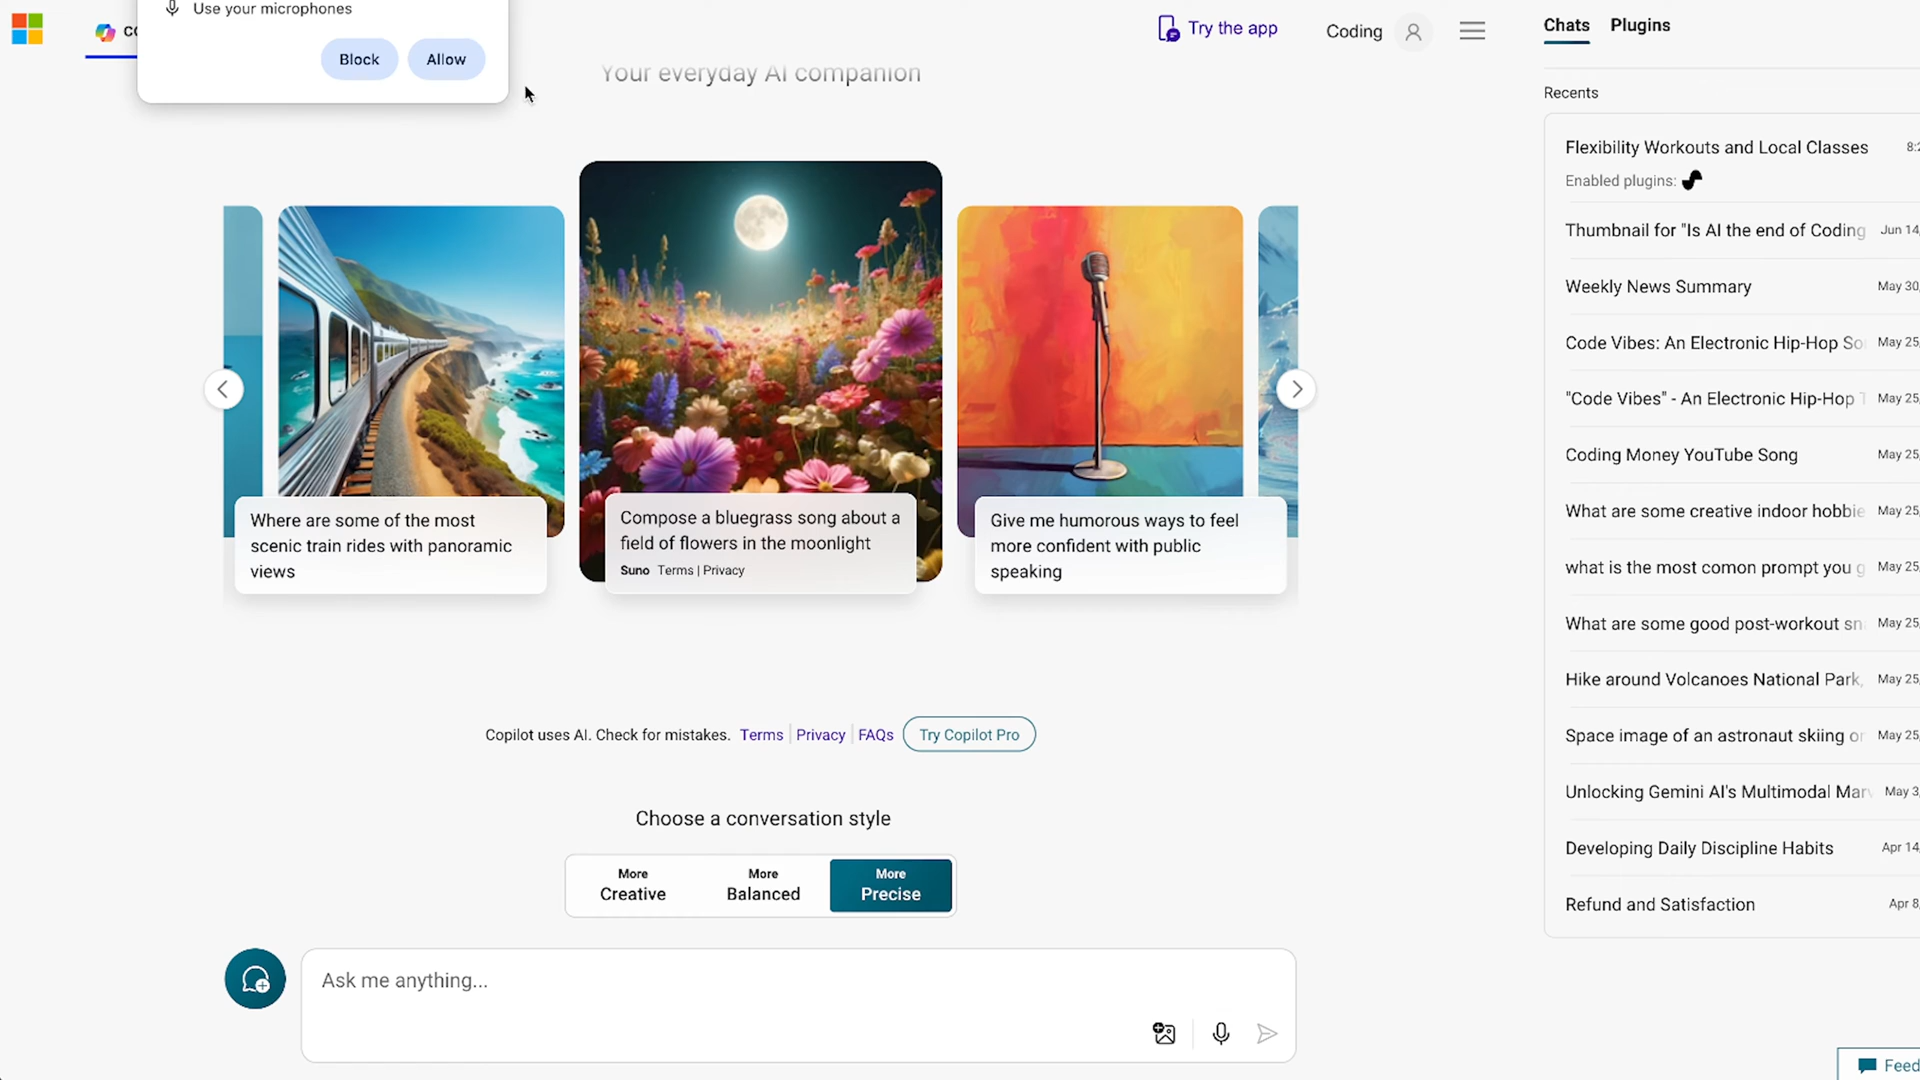 Use your microphones
Block
Allow
Your everyday AI companion
Try the app
Coding
Chats
Plugins
Recents
Flexibility Workouts and Local Classes
Enabled plugins:
Thumbnail for "Is AI the end of Coding
Jun 14,
Weekly News Summary
May 30,
Code Vibes: An Electronic Hip-Hop
May 25,
"Code Vibes" - An Electronic Hip-Hop
May 25,
Coding Money YouTube Song
May 25,
What are some creative indoor hobbie
May 25,
what is the most comon prompt you g
May 25,
What are some good post-workout sn
May 25,
Hike around Volcanoes National Park,
May 25,
Space image of an astronaut skiing or
May 25,
Unlocking Gemini AI's Multimodal Marv
May 3,
Developing Daily Discipline Habits
Apr 14,
Refund and Satisfaction
Apr 8,
Where are some of the most
scenic train rides with panoramic
views
Compose a bluegrass song about a
field of flowers in the moonlight
Suno Terms | Privacy
Give me humorous ways to feel
more confident with public
speaking
Copilot uses AI. Check for mistakes. Terms | Privacy | FAQs
Try Copilot Pro
Choose a conversation style
More
Creative
More
Balanced
More
Precise
Ask me anything...
Feed